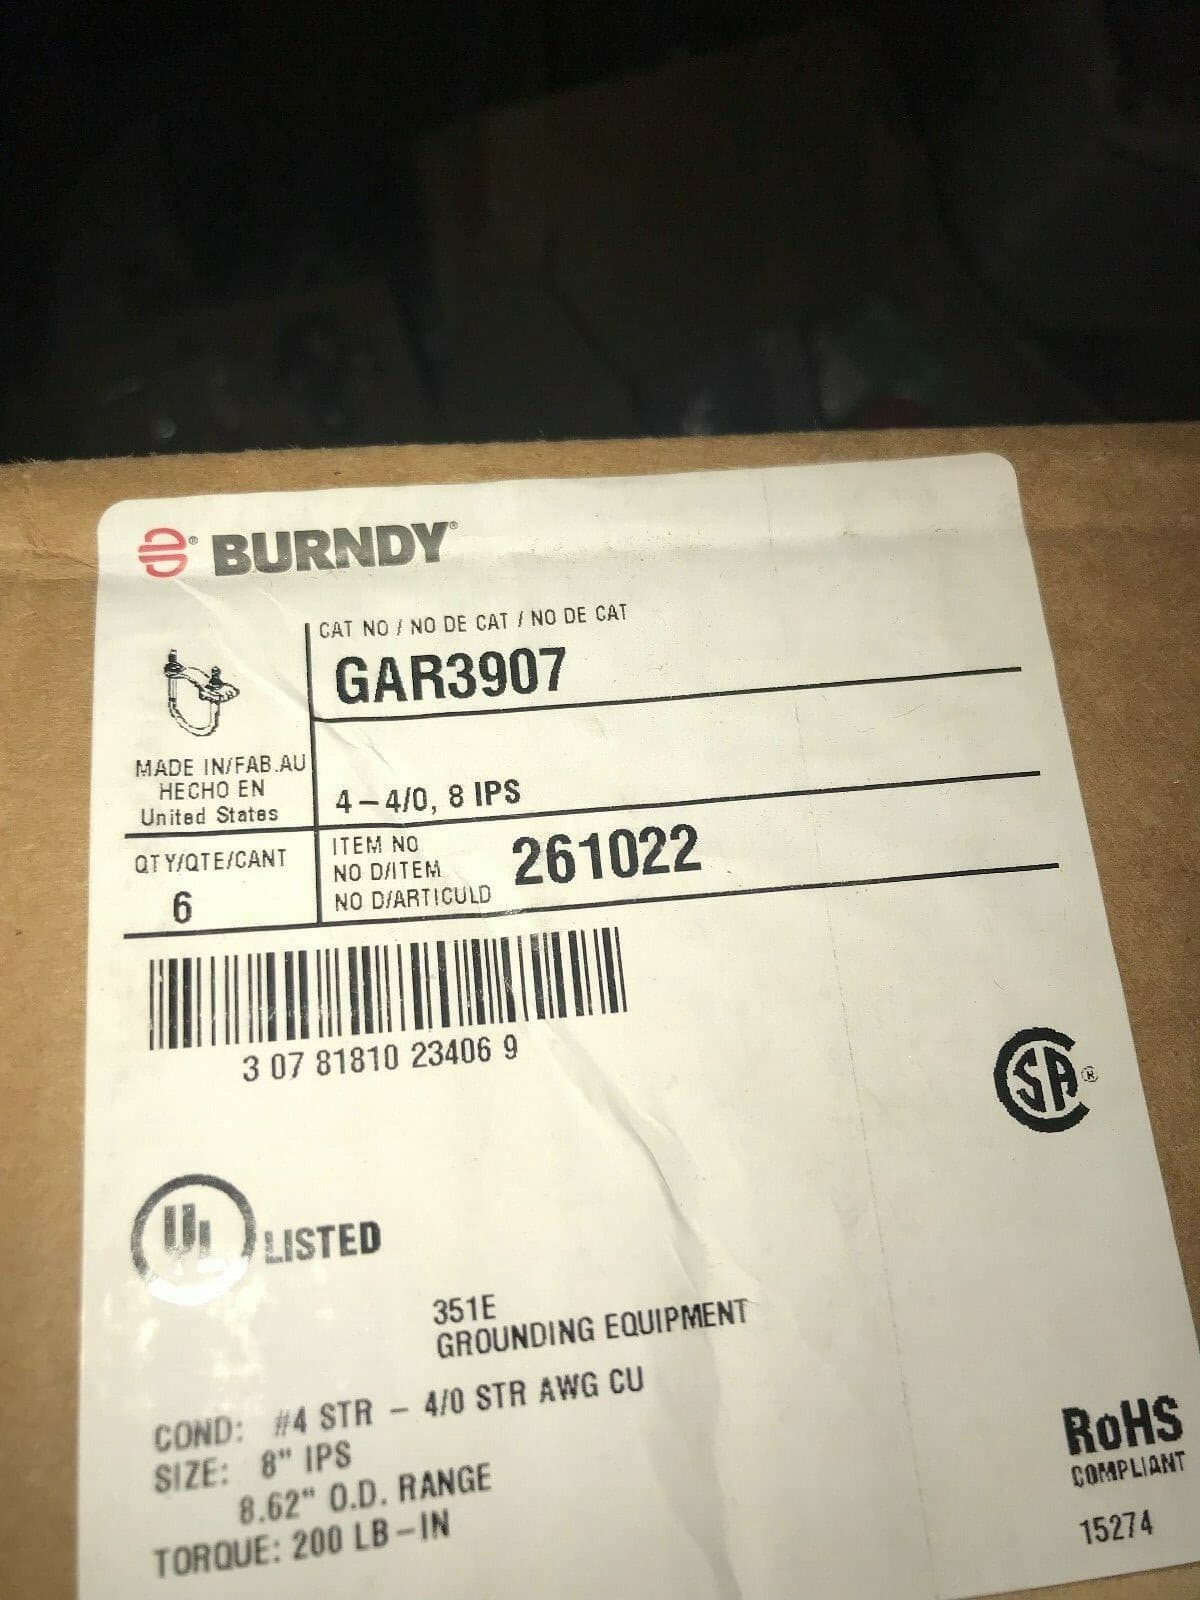 BURNDY®
CAT NO / NO DE CAT / NO DE CAT
GAR3907
MADE IN/FAB.AU
HECHO EN
United States
4-4/0, 8 IPS
QTY/QTE/CANT
6
ITEM NO
NO D/ITEM
NO D/ARTICULD
261022
3 07 81810 23406 9
CSA®
UL LISTED
351E
GROUNDING EQUIPMENT
COND: #4 STR - 4/0 STR AWG CU
SIZE: 8" IPS
8.62" O.D. RANGE
TORQUE: 200 LB-IN
RoHS
COMPLIANT
15274